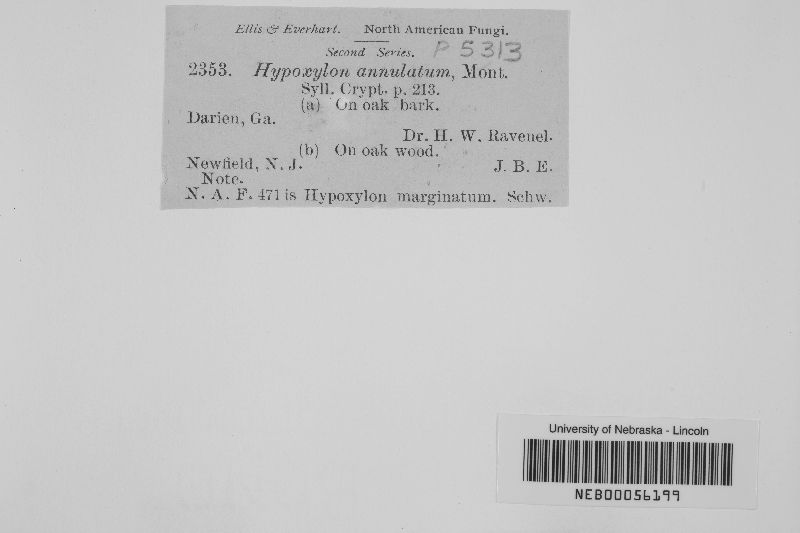 Ellis & Everhart. North American Fungi.
Second Series. P 5313
2353. Hypoxylon annulatum, Mont.
Syll. Crypt. p. 213.
(a) On oak bark.
Darien, Ga.
Dr. H. W. Ravenel.
(b) On oak wood.
Newfield, N. J. J. B. E.
Note.
N. A. F. 471 is Hypoxylon marginatum. Schw.
University of Nebraska - Lincoln
NEB00056199